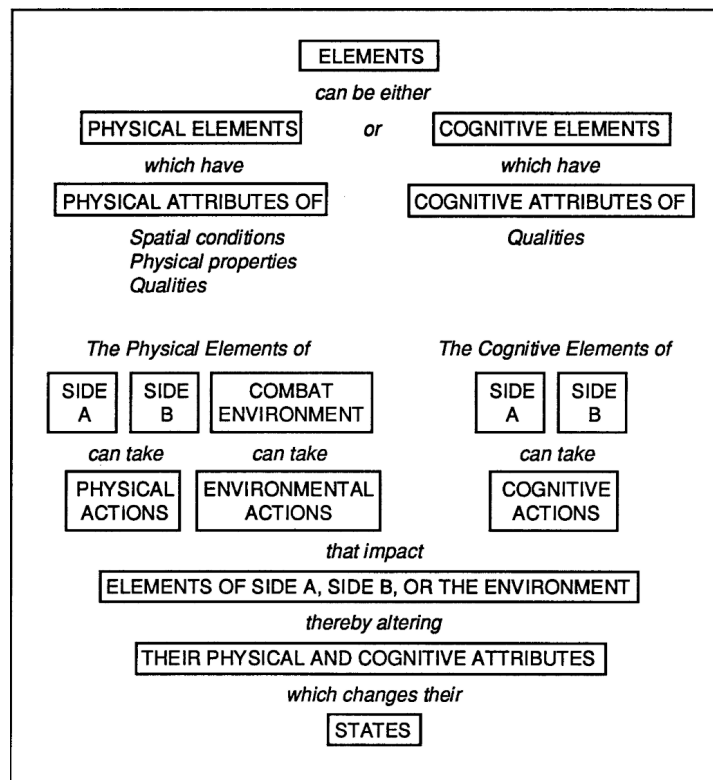 ELEMENTS
can be either
PHYSICAL ELEMENTS or COGNITIVE ELEMENTS
which have which have
PHYSICAL ATTRIBUTES OF COGNITIVE ATTRIBUTES OF
Spatial conditions Qualities
Physical properties
Qualities
The Physical Elements of The Cognitive Elements of
SIDE A SIDE B COMBAT ENVIRONMENT SIDE A SIDE B
can take can take can take
PHYSICAL ACTIONS ENVIRONMENTAL ACTIONS COGNITIVE ACTIONS
that impact
ELEMENTS OF SIDE A, SIDE B, OR THE ENVIRONMENT
thereby altering
THEIR PHYSICAL AND COGNITIVE ATTRIBUTES
which changes their
STATES